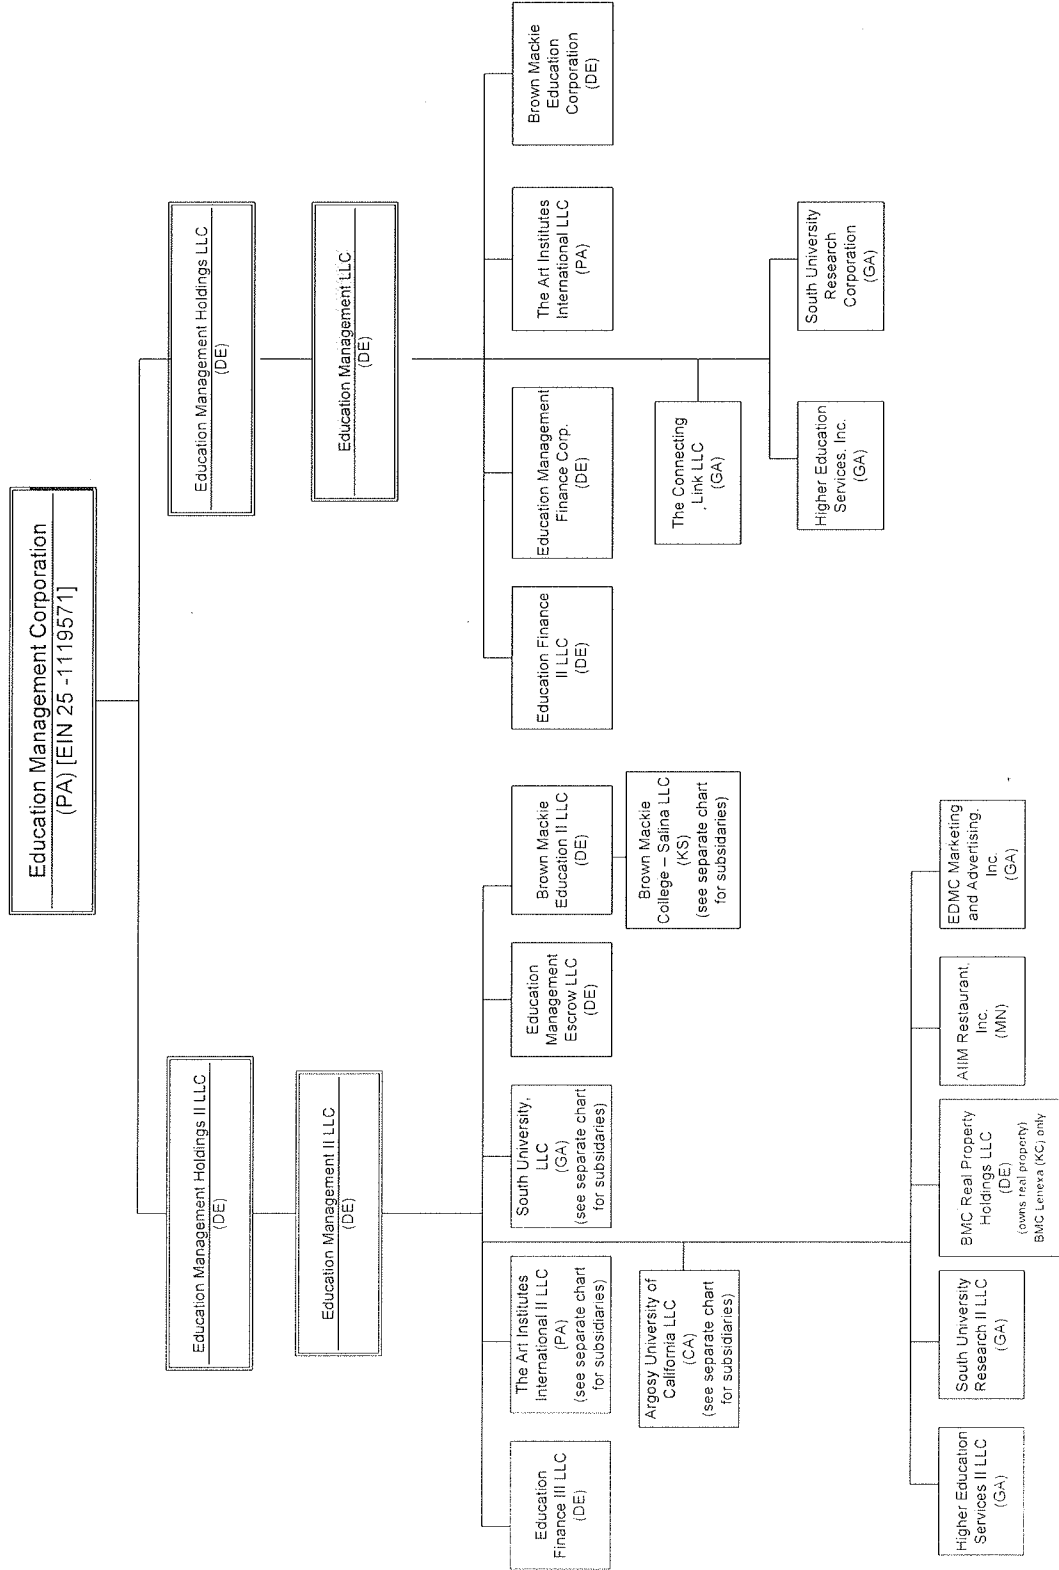 Education Management Corporation
(PA) [EIN 25 -1119571]
Education Management Holdings II LLC
(DE)
Education Management Holdings LLC
(DE)
Education Management II LLC
(DE)
Education Management LLC
(DE)
Education
Finance III LLC
(DE)
The Art Institutes
International II LLC
(PA)
(see separate chart
for subsidiaries)
South University,
LLC
(GA)
(see separate chart
for subsidaries)
Education
Management
Escrow LLC
(DE)
Brown Mackie
Education II LLC
(DE)
Education Finance
II LLC
(DE)
Education Management
Finance Corp.
(DE)
The Art Institutes
International LLC
(PA)
Brown Mackie
Education
Corporation
(DE)
Argosy University of
California LLC
(CA)
(see separate chart
for subsidiaries)
Brown Mackie
College – Salina LLC
(KS)
(see separate chart
for subsidaries)
The Connecting
Link LLC
(GA)
Higher Education
Services, Inc.
(GA)
South University
Research
Corporation
(GA)
Higher Education
Services II LLC
(GA)
South University
Research II LLC
(GA)
BMC Real Property
Holdings LLC
(DE)
(owns real property)
BMC Lenexa (KC) only
AIIM Restaurant,
Inc.
(MN)
EDMC Marketing
and Advertising,
Inc.
(GA)